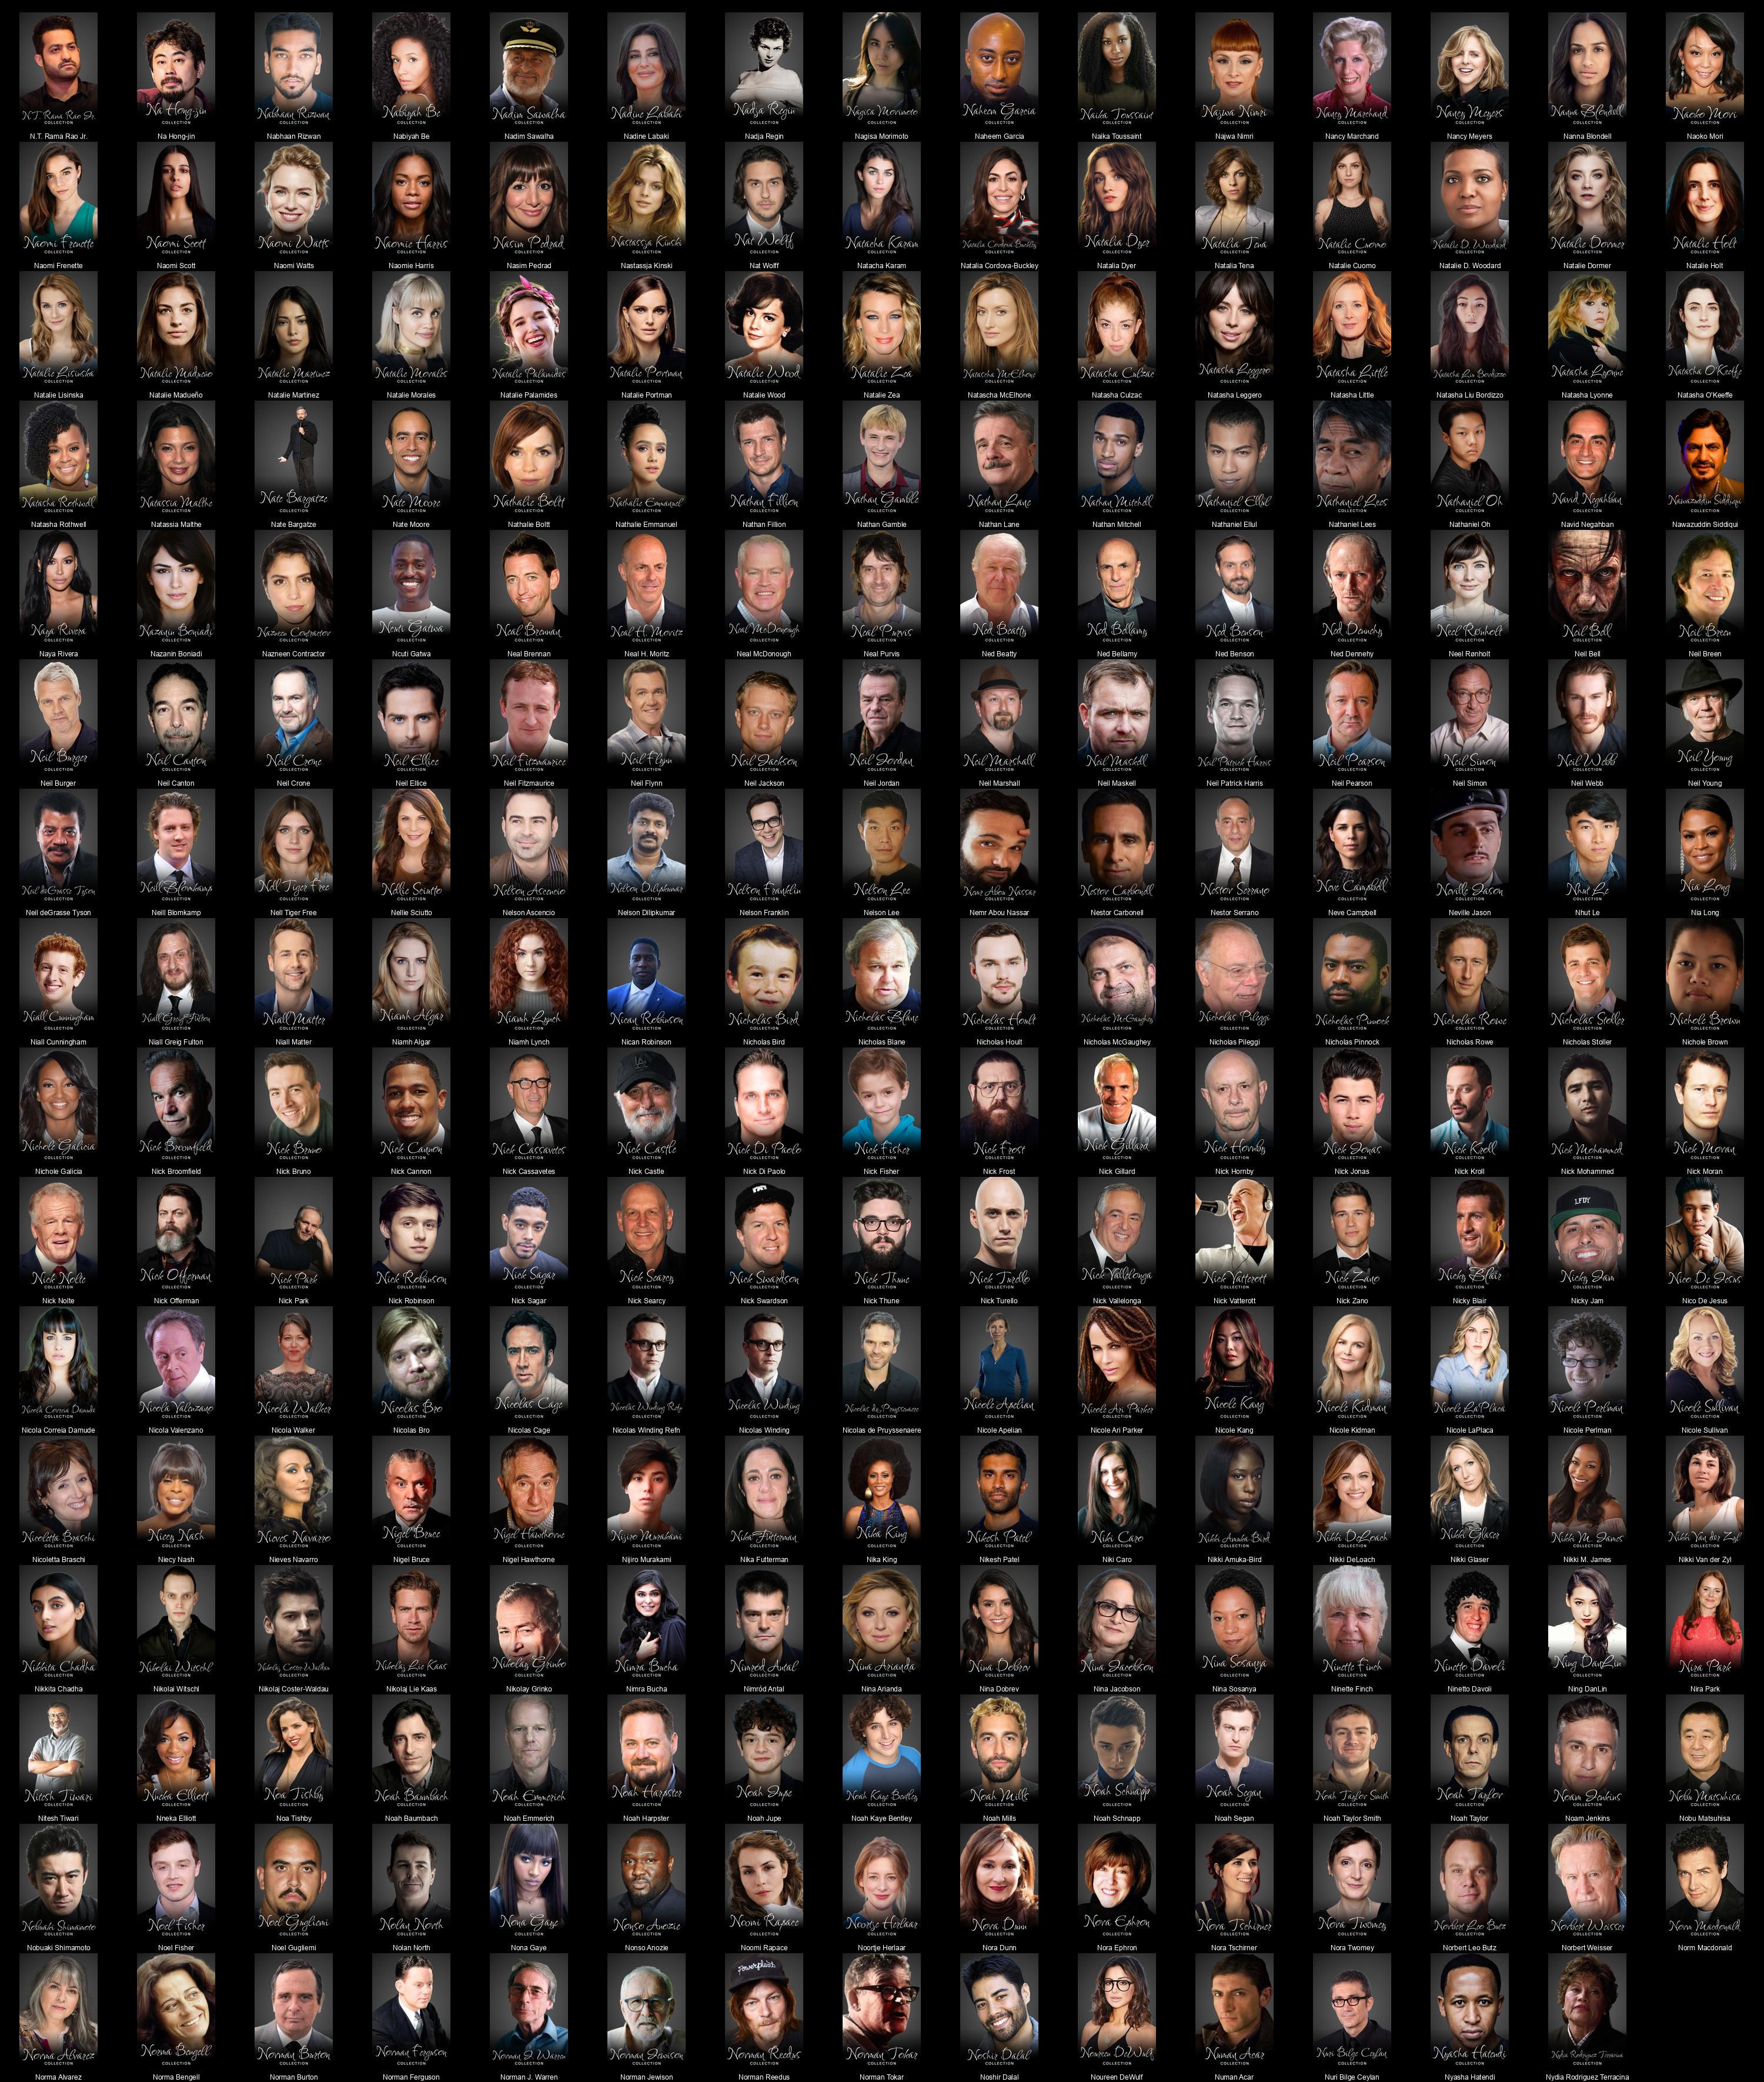 N.T. Rama Rao Jr. Na Hong-jin Nabhaan Rizwan Nabiyah Be Nadim Sawalha Nadine Labaki Nadja Regin Nagisa Morimoto Naheem Garcia Naika Toussaint Najwa Nimri Nancy Marchand Nancy Meyers Nanna Blondell Naoko Mori
Naomi Frenette Naomi Scott Naomi Watts Naomie Harris Nasim Pedrad Nastassja Kinski Nat Wolff Natacha Karam Natalia Cordova-Buckley Natalia Dyer Natalia Tena Natalie Cuomo Natalie D. Woodard Natalie Dormer Natalie Holt
Natalie Lisinska Natalie Madueño Natalie Martinez Natalie Morales Natalie Palamides Natalie Portman Natalie Wood Natalie Zea Natascha McElhone Natasha Culzac Natasha Leggero Natasha Little Natasha Liu Bordizzo Natasha Lyonne Natasha O'Keeffe
Natasha Rothwell Natassia Malthe Nate Bargatze Nate Moore Nathalie Boltt Nathalie Emmanuel Nathan Fillion Nathan Gamble Nathan Lane Nathan Mitchell Nathaniel Ellul Nathaniel Lees Nathaniel Oh Navid Negahban Nawazuddin Siddiqui
Naya Rivera Nazanin Boniadi Nazneen Contractor Ncuti Gatwa Neal Brennan Neal H. Moritz Neal McDonough Neal Purvis Ned Beatty Ned Bellamy Ned Benson Ned Dennehy Neel Rønholt Neil Bell Neil Breen
Neil Burger Neil Canton Neil Crone Neil Ellice Neil Fitzmaurice Neil Flynn Neil Jackson Neil Jordan Neil Marshall Neil Maskell Neil Patrick Harris Neil Pearson Neil Simon Neil Webb Neil Young
Neil deGrasse Tyson Neill Blomkamp Nell Tiger Free Nellie Sciutto Nelson Ascencio Nelson Dilipkumar Nelson Franklin Nelson Lee Nemr Abou Nassar Nestor Carbonell Nestor Serrano Neve Campbell Neville Jason Nhut Le Nia Long
Niall Cunningham Niall Greig Fulton Niall Matter Niamh Algar Niamh Lynch Nican Robinson Nicholas Bird Nicholas Blane Nicholas Hoult Nicholas McGaughey Nicholas Pileggi Nicholas Pinnock Nicholas Rowe Nicholas Stoller Nichole Brown
Nichole Galicia Nick Broomfield Nick Bruno Nick Cannon Nick Cassavetes Nick Castle Nick Di Paolo Nick Fisher Nick Frost Nick Gillard Nick Hornby Nick Jonas Nick Kroll Nick Mohammed Nick Moran
Nick Nolte Nick Offerman Nick Park Nick Robinson Nick Sagar Nick Searcy Nick Swardson Nick Thune Nick Turello Nick Vallelonga Nick Vatterott Nick Zano Nicky Blair Nicky Jam Nico De Jesus
Nicola Correia Damude Nicola Valenzano Nicola Walker Nicolas Bro Nicolas Cage Nicolas Winding Refn Nicolas Winding Nicolas de Pruyssenaere Nicole Apelian Nicole Ari Parker Nicole Kang Nicole Kidman Nicole LaPlaca Nicole Perlman Nicole Sullivan
Nicoletta Braschi Niecy Nash Nieves Navarro Nigel Bruce Nigel Hawthorne Nijiro Murakami Nika Futterman Nika King Nikesh Patel Niki Caro Nikki Amuka-Bird Nikki DeLoach Nikki Glaser Nikki M. James Nikki Van der Zyl
Nikkita Chadha Nikolai Witschl Nikolaj Coster-Waldau Nikolaj Lie Kaas Nikolay Grinko Nimra Bucha Nimród Antal Nina Arianda Nina Dobrev Nina Jacobson Nina Sosanya Ninette Finch Ninetto Davoli Ning DanLin Nira Park
Nitesh Tiwari Nneka Elliott Noa Tishby Noah Baumbach Noah Emmerich Noah Harpster Noah Jupe Noah Kaye Bentley Noah Mills Noah Schnapp Noah Segan Noah Taylor Smith Noah Taylor Noam Jenkins Nobu Matsuhisa
Nobuaki Shimamoto Noel Fisher Noel Gugliemi Nolan North Nona Gaye Nonso Anozie Noomi Rapace Noortje Herlaar Nora Dunn Nora Ephron Nora Tschirner Nora Twomey Norbert Leo Butz Norbert Weisser Norm Macdonald
Norma Alvarez Norma Bengell Norman Burton Norman Ferguson Norman J. Warren Norman Jewison Norman Reedus Norman Tokar Noshir Dalal Noureen DeWulf Numan Acar Nuri Bilge Ceylan Nyasha Hatendi Nydia Rodriguez Terracina